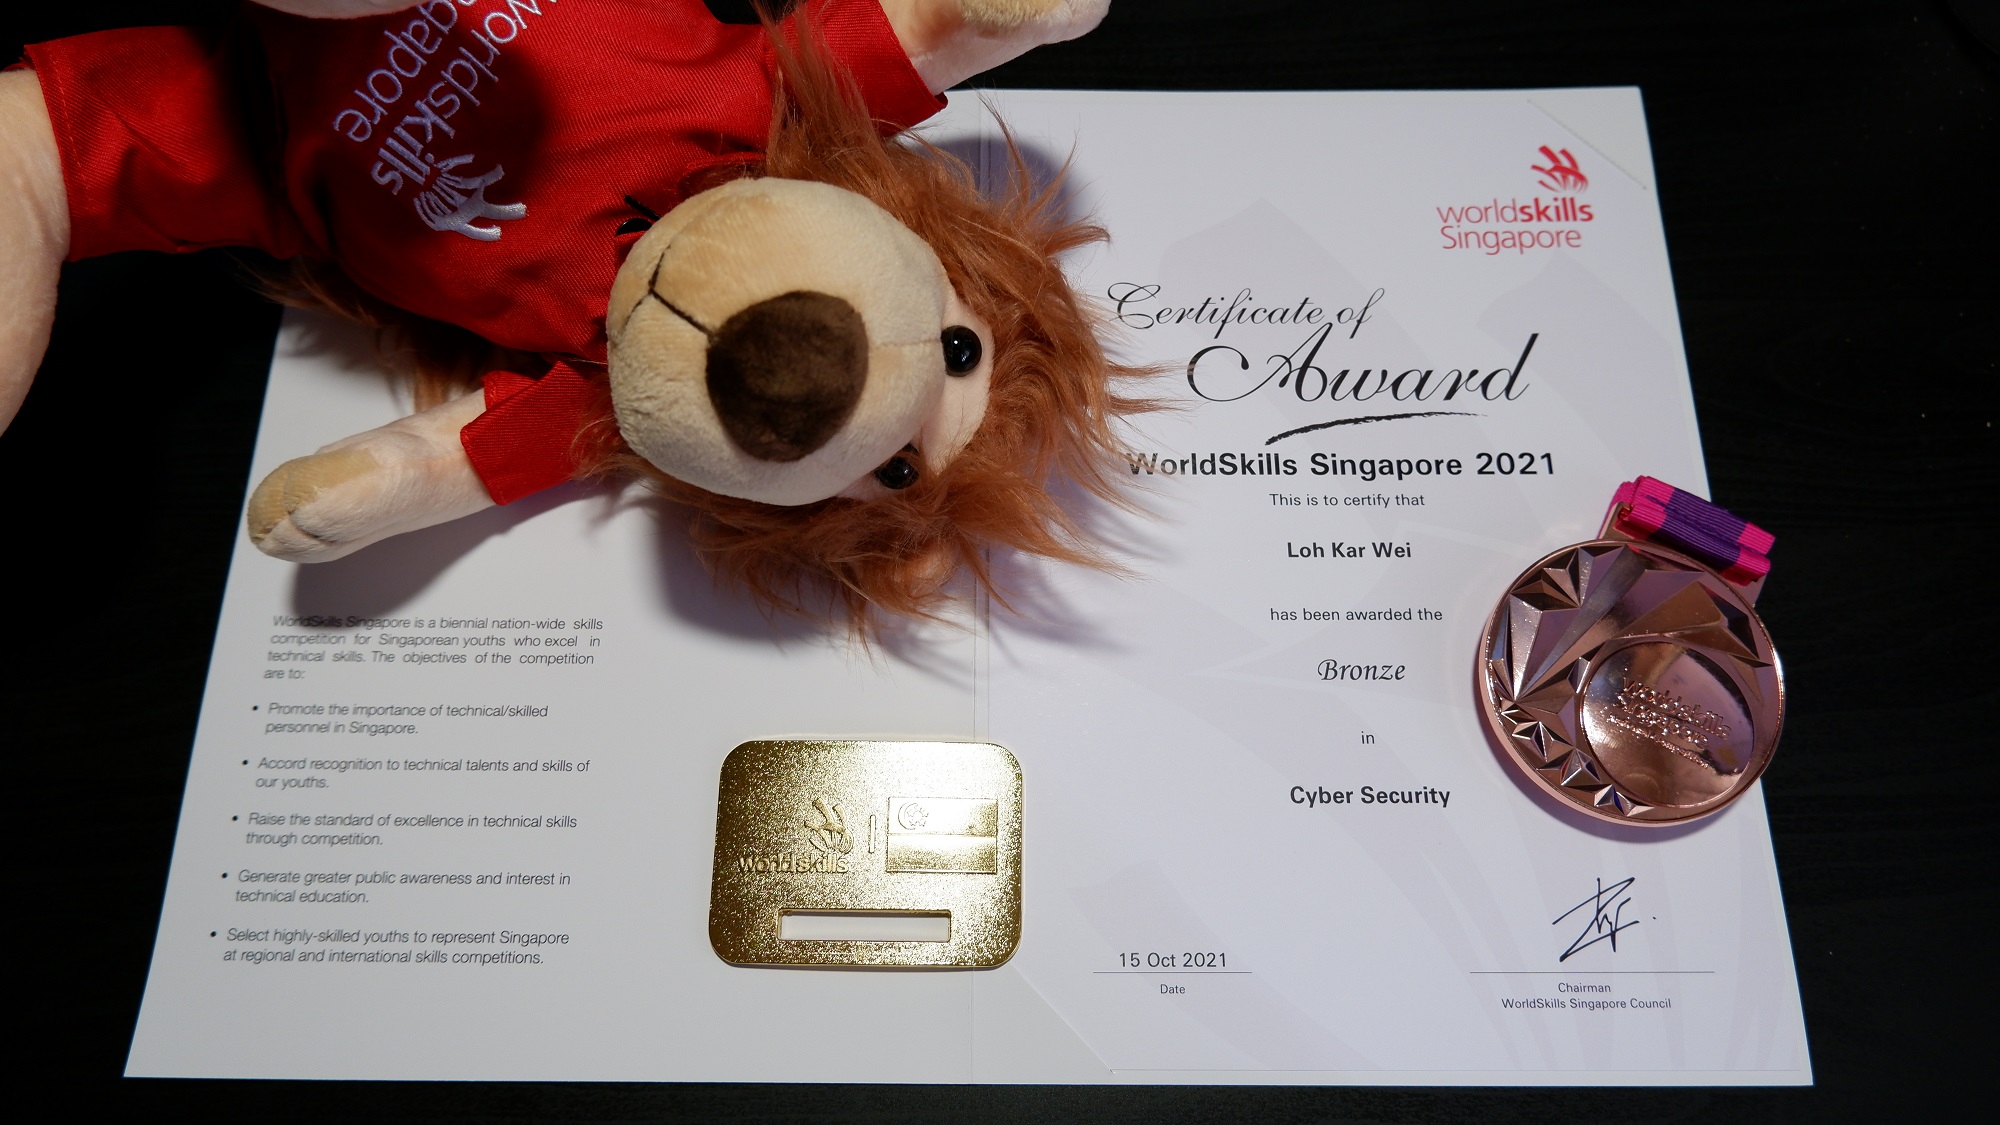 worldskills
Singapore
WorldSkills Singapore is a biennial nation-wide skills
competition for Singaporean youths who excel in
technical skills. The objectives of the competition
are to:
• Promote the importance of technical/skilled
personnel in Singapore.
• Accord recognition to technical talents and skills of
our youths.
• Raise the standard of excellence in technical skills
through competition.
• Generate greater public awareness and interest in
technical education.
• Select highly-skilled youths to represent Singapore
at regional and international skills competitions.
worldskills
worldskills
Singapore
Certificate of
Award
WorldSkills Singapore 2021
This is to certify that
Loh Kar Wei
has been awarded the
Bronze
in
Cyber Security
15 Oct 2021
Date
Chairman
WorldSkills Singapore Council
worldskills
Singapore